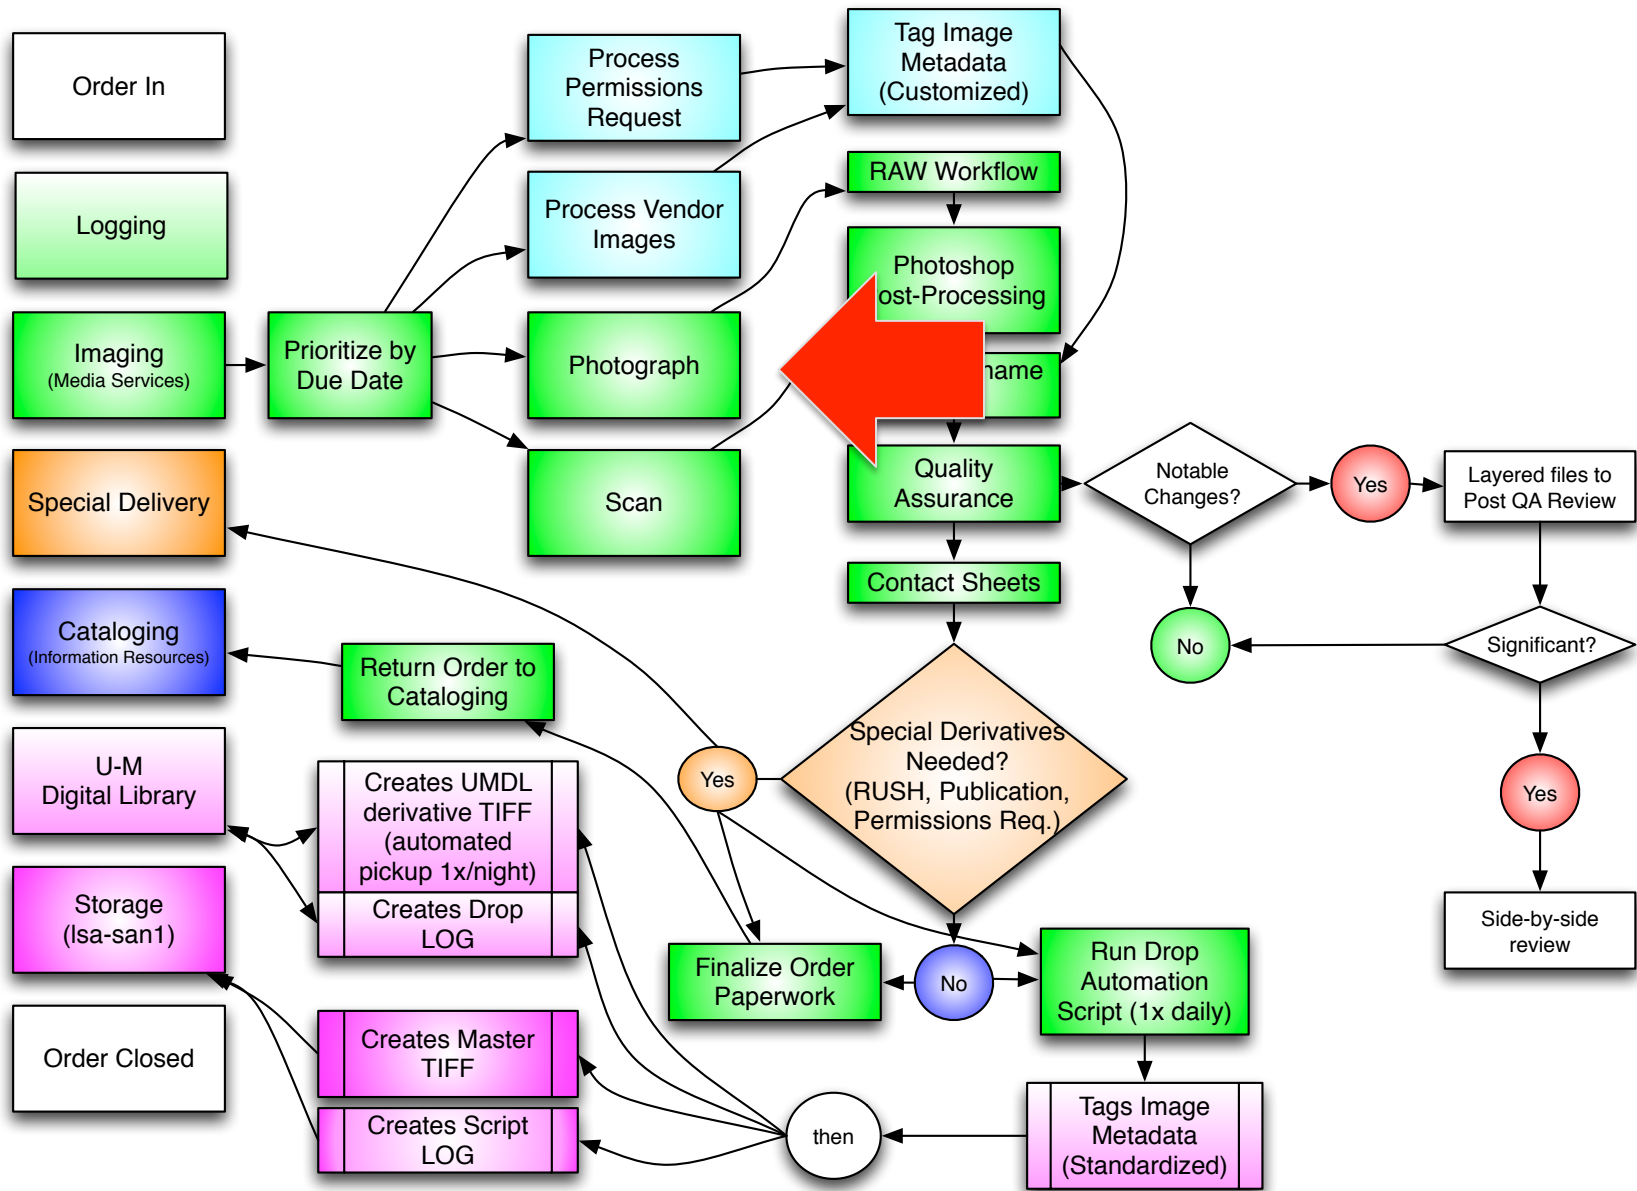 Order In
Logging
Imaging
(Media Services)
Special Delivery
Cataloging
(Information Resources)
U-M
Digital Library
Storage
(lsa-san1)
Order Closed
Prioritize by
Due Date
Process
Permissions
Request
Process Vendor
Images
Photograph
Scan
Tag Image
Metadata
(Customized)
RAW Workflow
Photoshop
ost-Processing
name
Quality
Assurance
Contact Sheets
Notable
Changes?
Yes
Layered files to
Post QA Review
No
Significant?
Yes
Side-by-side
review
Special Derivatives
Needed?
(RUSH, Publication,
Permissions Req.)
Yes
No
Return Order to
Cataloging
Finalize Order
Paperwork
Run Drop
Automation
Script (1x daily)
Tags Image
Metadata
(Standardized)
then
Creates UMDL
derivative TIFF
(automated
pickup 1x/night)
Creates Drop
LOG
Creates Master
TIFF
Creates Script
LOG